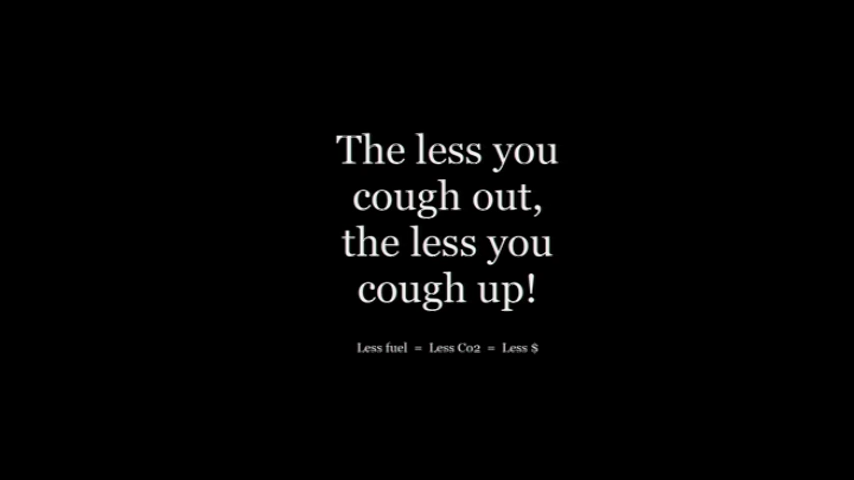 The less you
cough out,
the less you
cough up!
Less fuel = Less Co2 = Less $